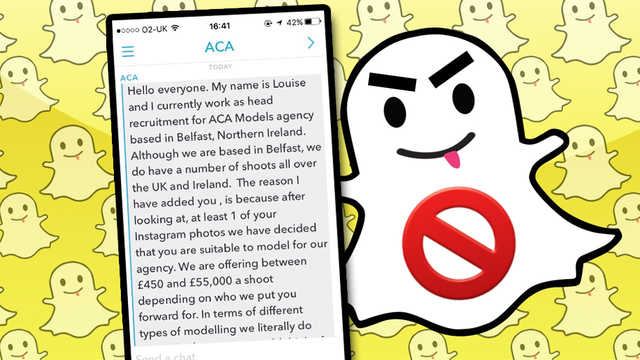 O2-UK 16:41 42%
ACA
TODAY
ACA
Hello everyone. My name is Louise
and I currently work as head
recruitment for ACA Models agency
based in Belfast, Northern Ireland.
Although we are based in Belfast, we
do have a number of shoots all over
the UK and Ireland. The reason I
have added you , is because after
looking at, at least 1 of your
Instagram photos we have decided
that you are suitable to model for our
agency. We are offering between
£450 and £55,000 a shoot
depending on who we put you
forward for. In terms of different
types of modelling we literally do
Send a chat